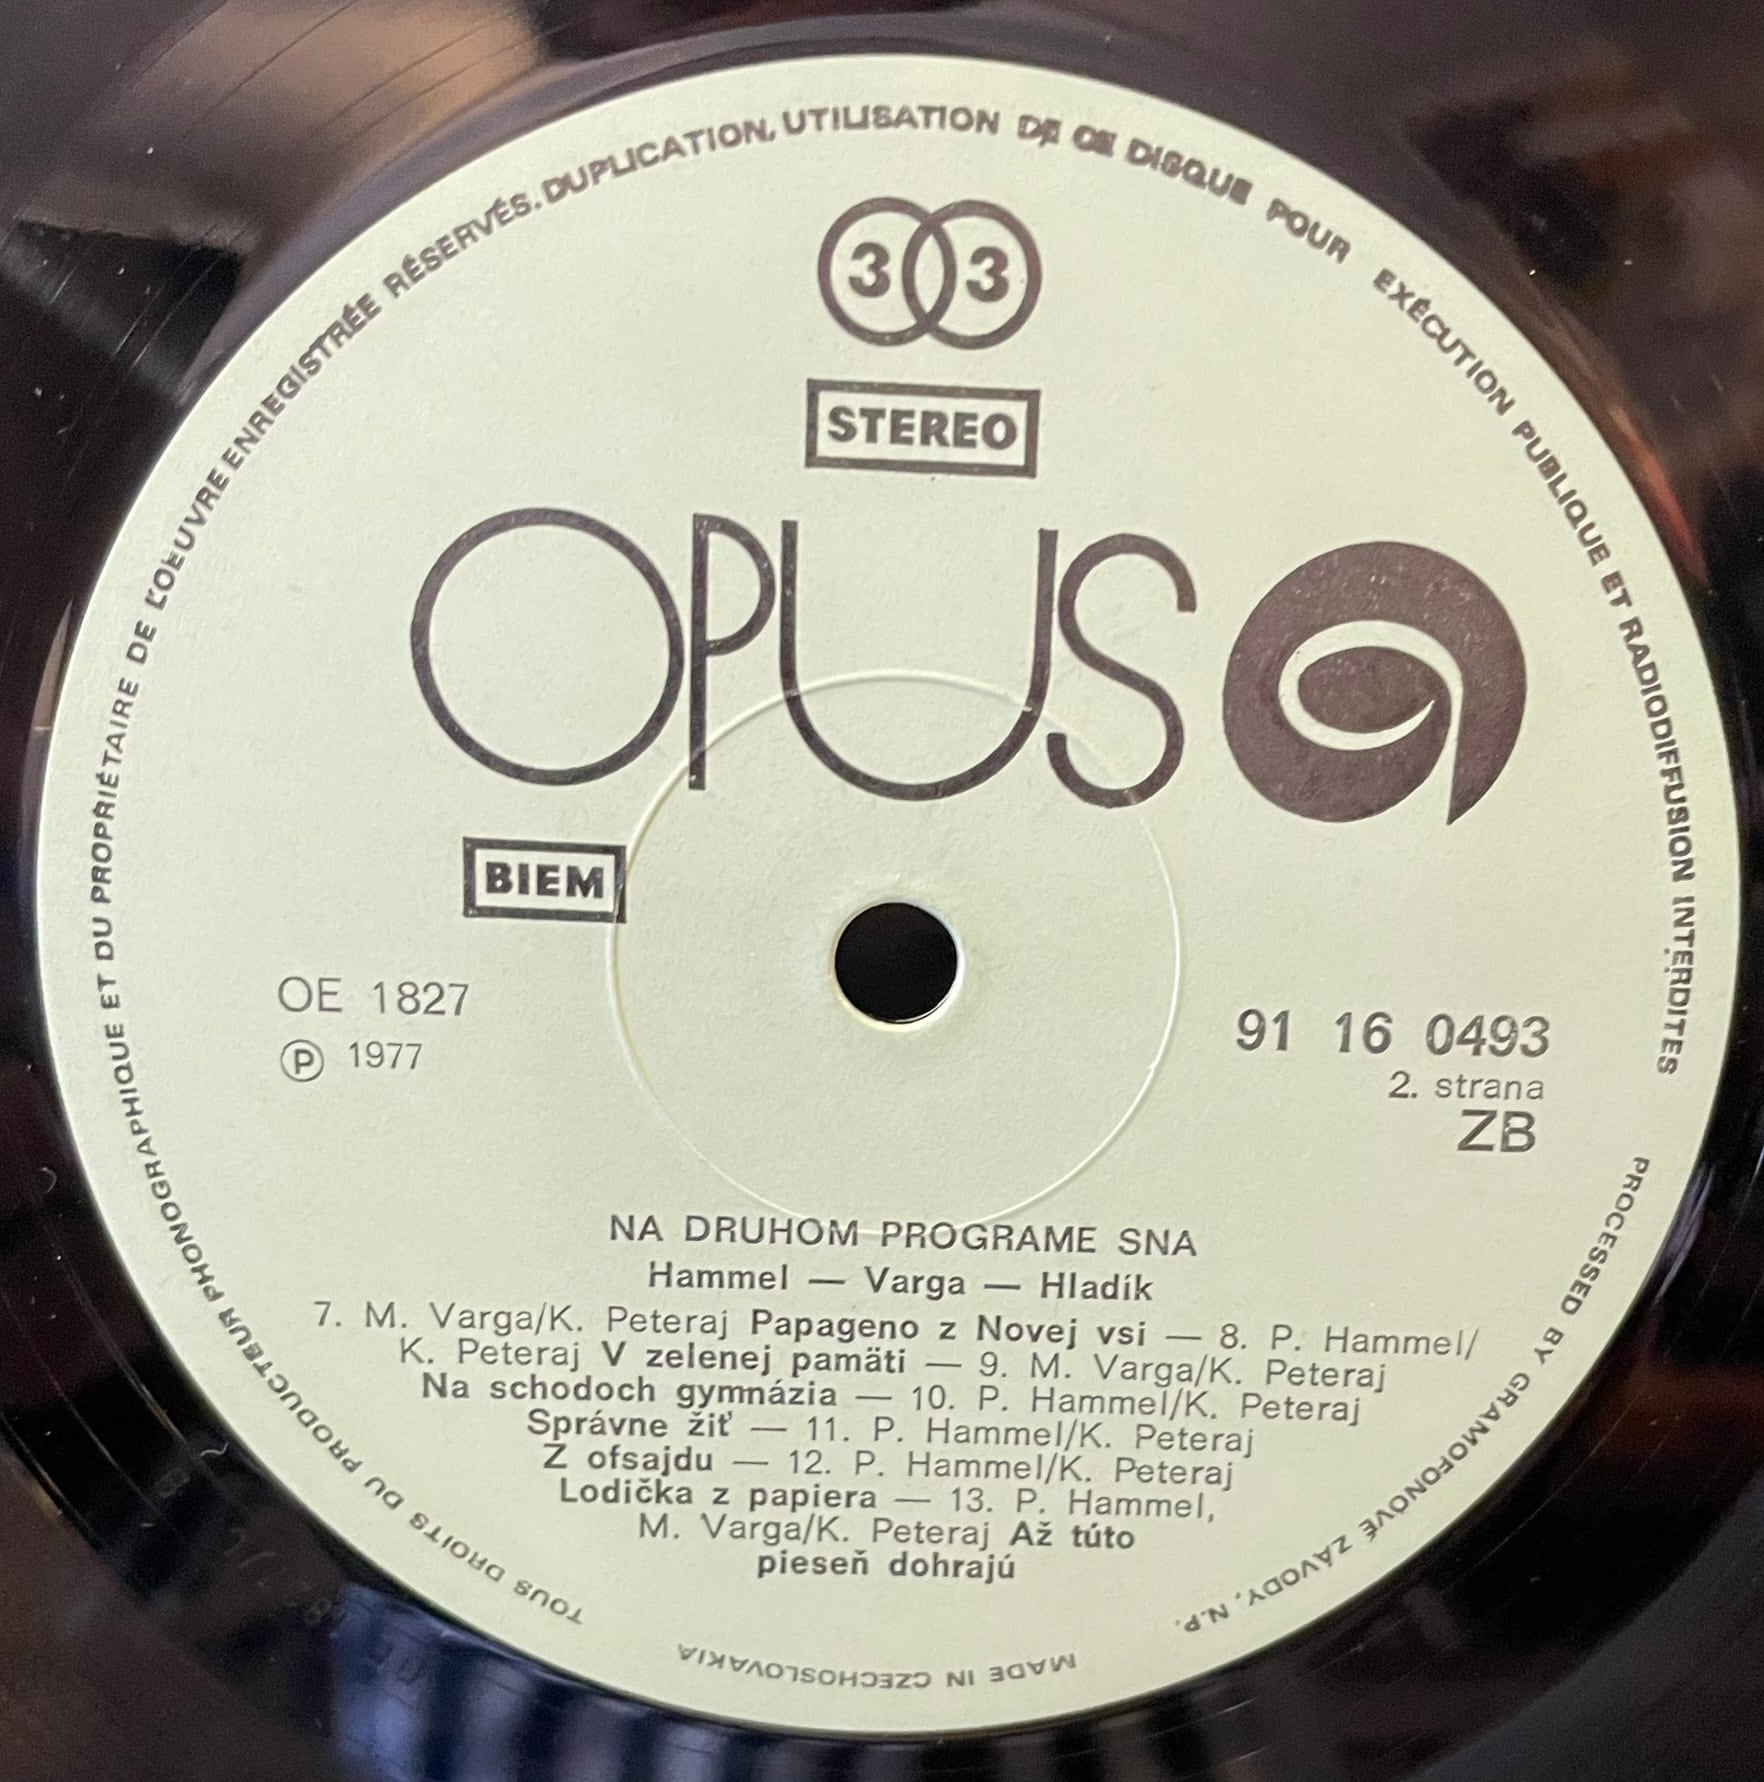 TOUS DROITS DU PRODUCTEUR PHONOGRAPHIQUE ET DU PROPRIÉTAIRE DE L'OEUVRE ENREGISTRÉE RÉSERVÉS. DUPLICATION, UTILISATION DE CE DISQUE POUR EXÉCUTION PUBLIQUE ET RADIODIFFUSION INTERDITES
33
STEREO
OPUS
BIEM
OE 1827
Ⓟ 1977
91 16 0493
2. strana
ZB
NA DRUHOM PROGRAME SNA
Hammel — Varga — Hladík
7. M. Varga/K. Peteraj Papageno z Novej vsi — 8. P. Hammel/
K. Peteraj V zelenej pamäti — 9. M. Varga/K. Peteraj
Na schodoch gymnázia — 10. P. Hammel/K. Peteraj
Správne žiť — 11. P. Hammel/K. Peteraj
Z ofsajdu — 12. P. Hammel/K. Peteraj
Lodička z papiera — 13. P. Hammel,
M. Varga/K. Peteraj Až túto
pieseň dohrajú
PROCESSED BY GRAMOFONOVÉ ZÁVODY, N.P.
MADE IN CZECHOSLOVAKIA